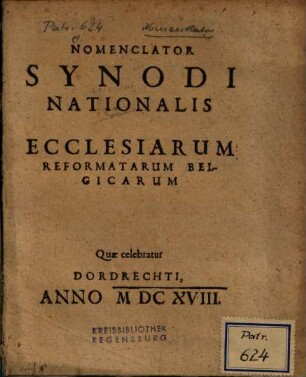 Patr. 624
Nomenclator
NOMENCLATOR
SYNODI
NATIONALIS
ECCLESIARUM
REFORMATARUM BEL-
GICARUM
Quæ celebratur
DORDRECHTI,
ANNO M DC XVIII.
KREISBIBLIOTHEK
REGENSBURG
Patr.
624